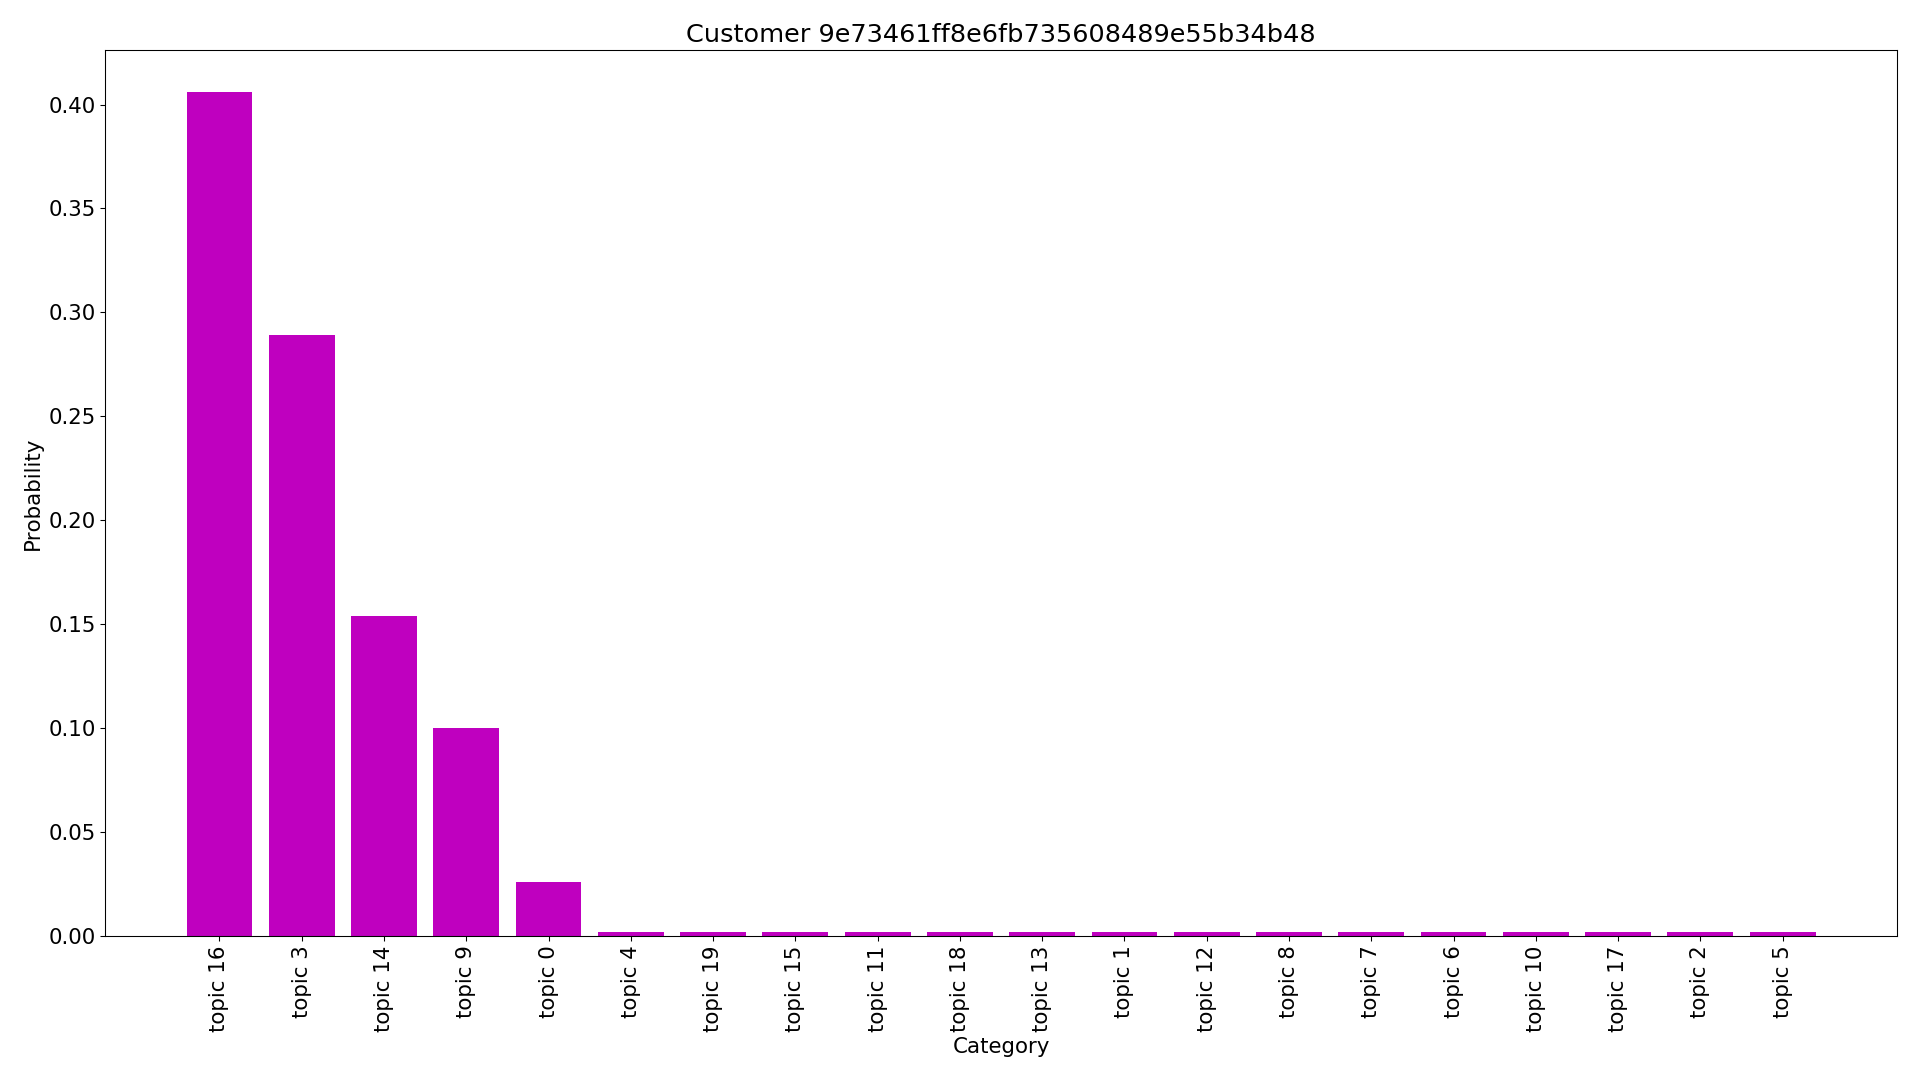 Customer 9e73461ff8e6fb735608489e55b34b48
Probability
0.40
0.35
0.30
0.25
0.20
0.15
0.10
0.05
0.00
topic 16
topic 3
topic 14
topic 9
topic 0
topic 4
topic 19
topic 15
topic 11
topic 18
topic 13
topic 1
topic 12
topic 8
topic 7
topic 6
topic 10
topic 17
topic 2
topic 5
Category